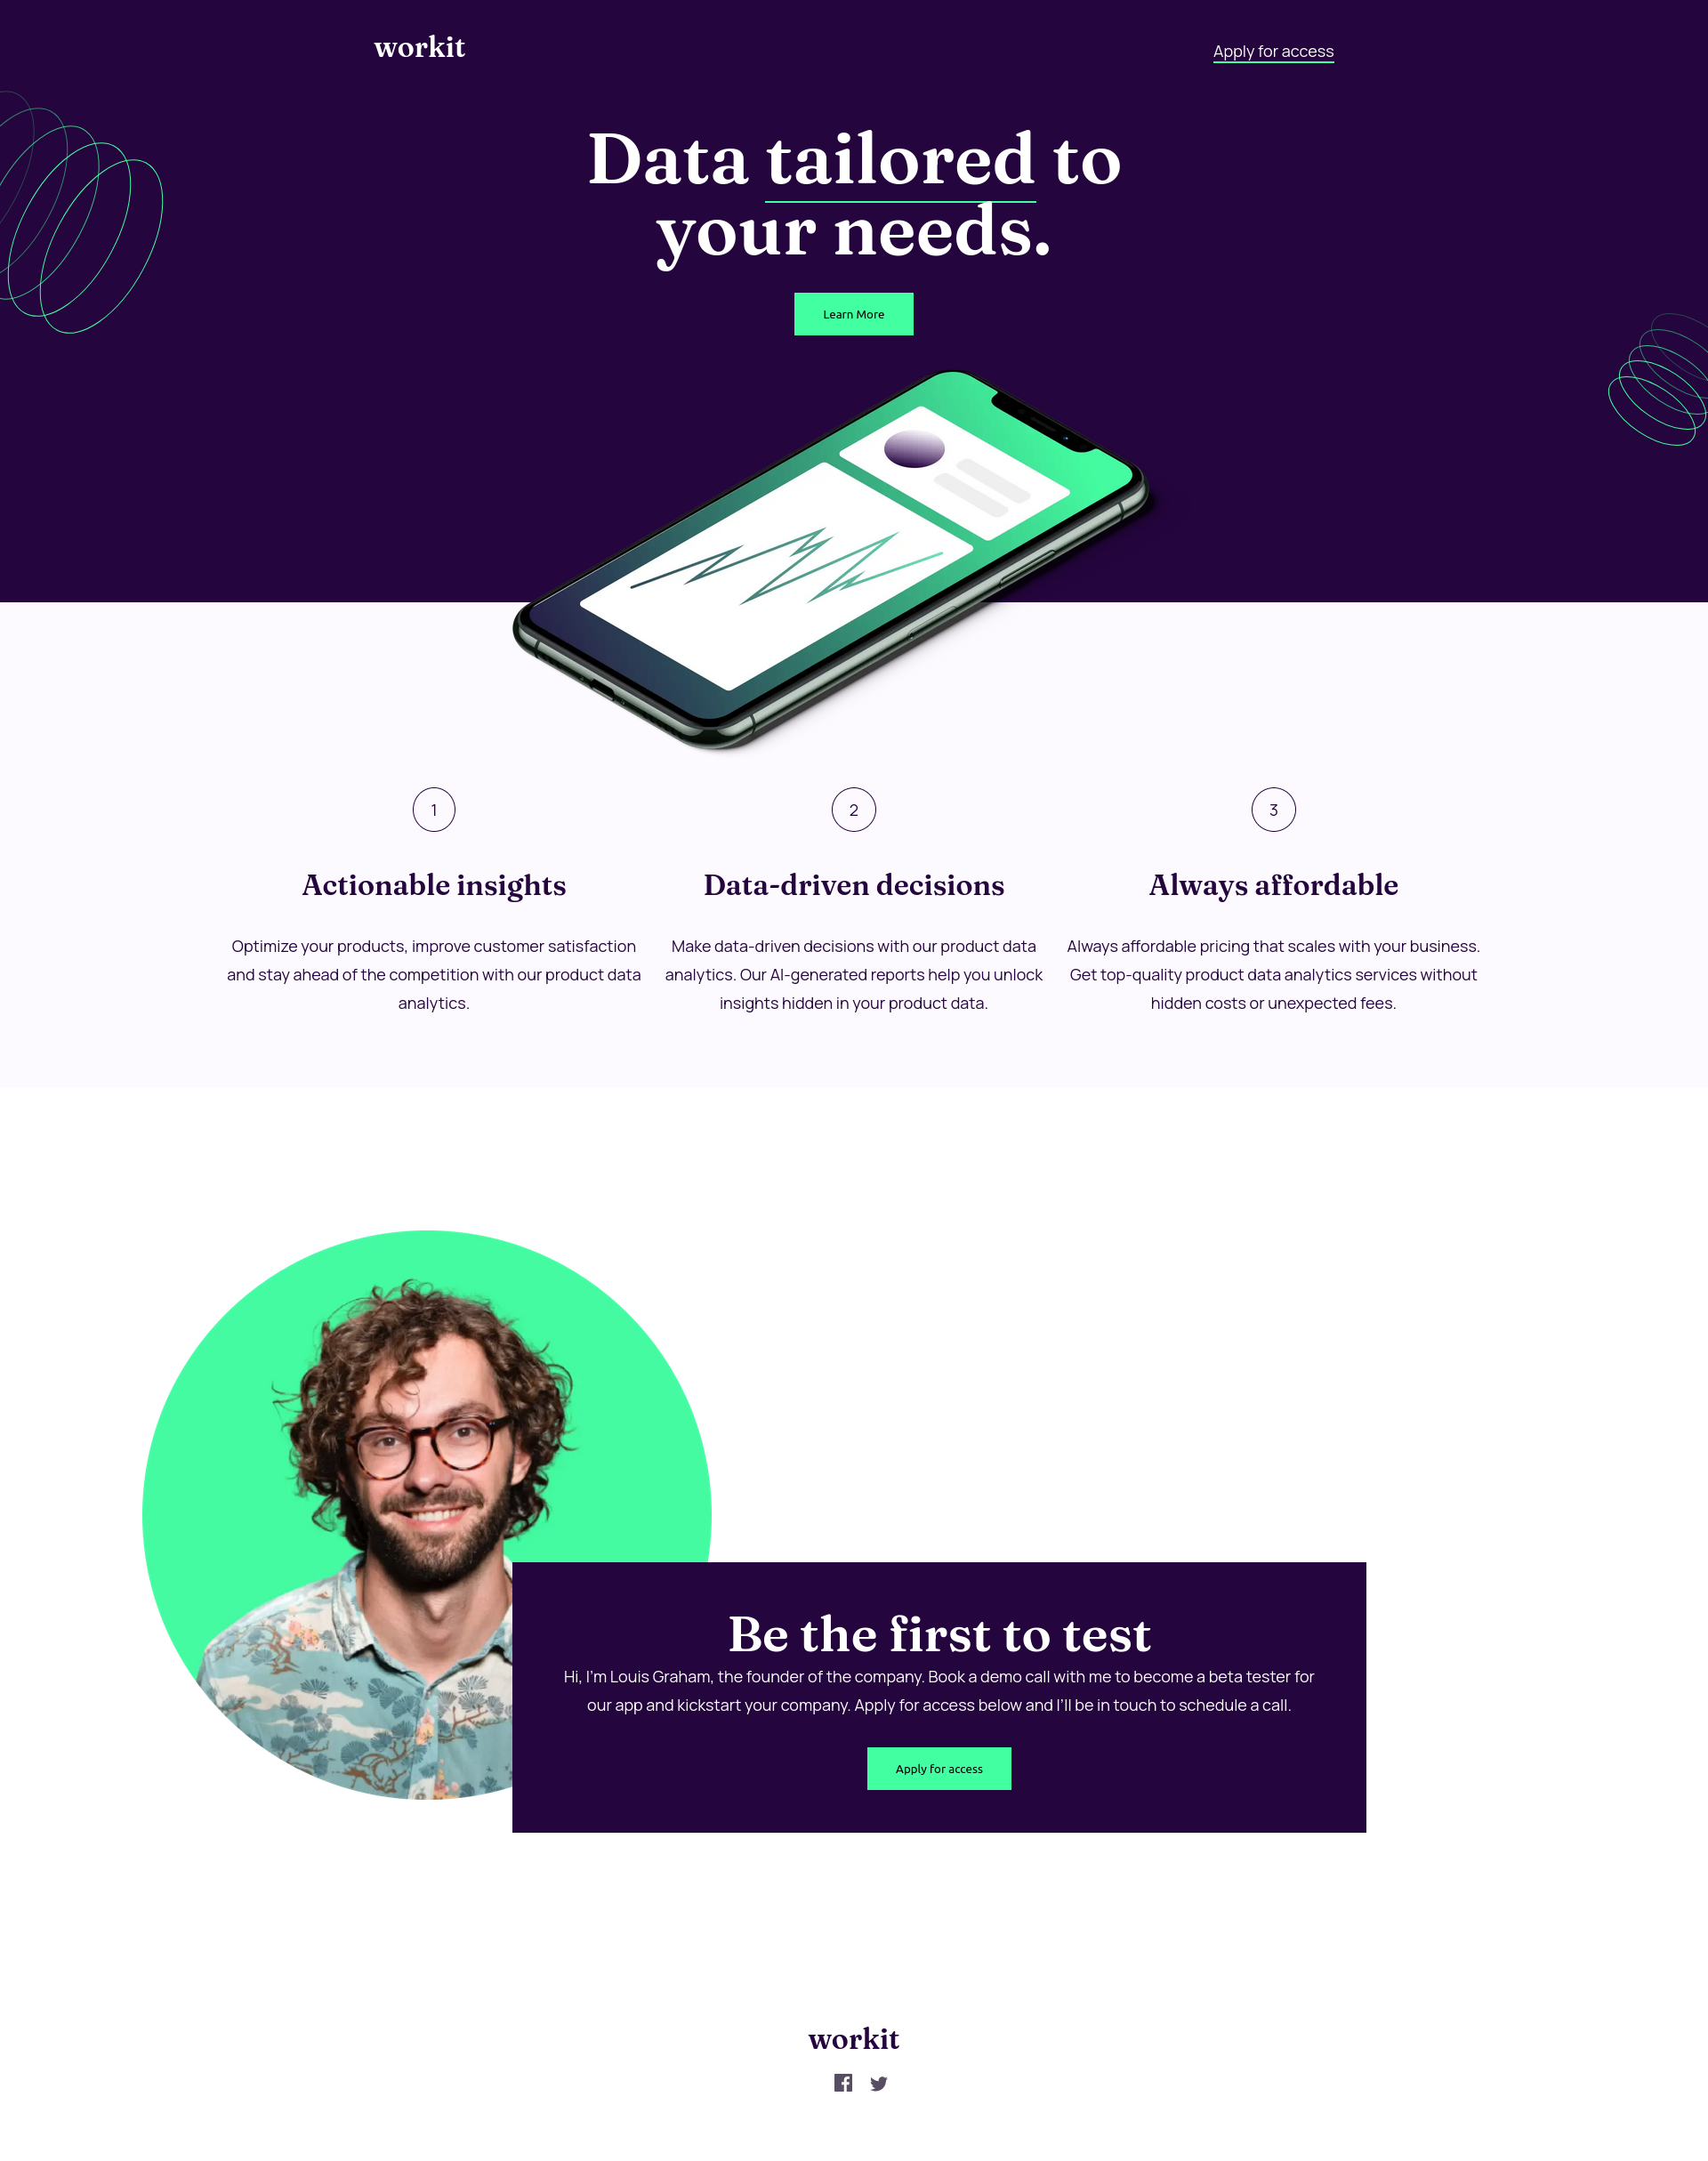 workit
Apply for access
Data tailored to
your needs.
Learn More
1
Actionable insights
Optimize your products, improve customer satisfaction
and stay ahead of the competition with our product data
analytics.
2
Data-driven decisions
Make data-driven decisions with our product data
analytics. Our AI-generated reports help you unlock
insights hidden in your product data.
3
Always affordable
Always affordable pricing that scales with your business.
Get top-quality product data analytics services without
hidden costs or unexpected fees.
Be the first to test
Hi, I'm Louis Graham, the founder of the company. Book a demo call with me to become a beta tester for
our app and kickstart your company. Apply for access below and I'll be in touch to schedule a call.
Apply for access
workit